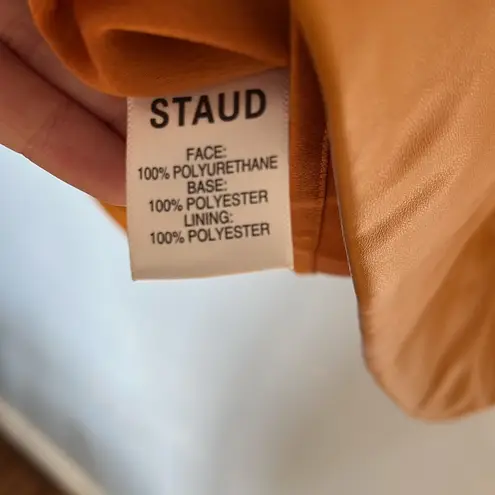 STAUD
FACE:
100% POLYURETHANE
BASE:
100% POLYESTER
LINING:
100% POLYESTER